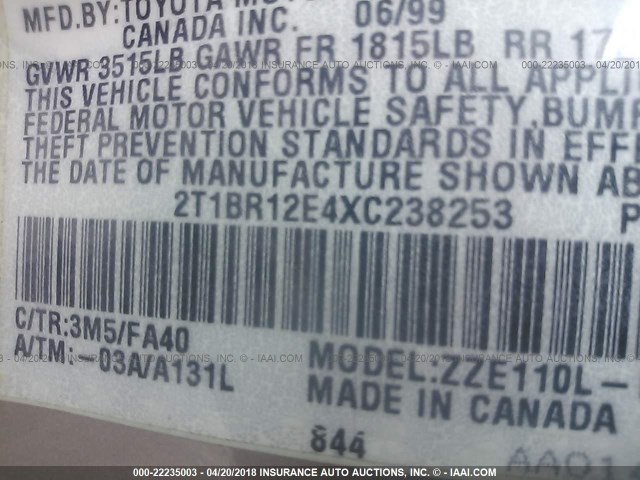 MFD.BY:TOYOTA 06/99
CANADA INC.
GVWR 3515LB GAWR FR 1815LB RR
THIS VEHICLE CONFORMS TO ALL
FEDERAL MOTOR VEHICLE SAFETY,
THEFT PREVENTION STANDARDS IN
THE DATE OF MANUFACTURE SHOWN
2T1BR12E4XC238253 P
C/TR:3M5/FA40
A/TM: -03A/A131L
MODEL:ZZE110L-
MADE IN CANADA
844
AA01
000-22235003 - 04/20/2018 INSURANCE AUTO AUCTIONS - WWW.IAAI.COM